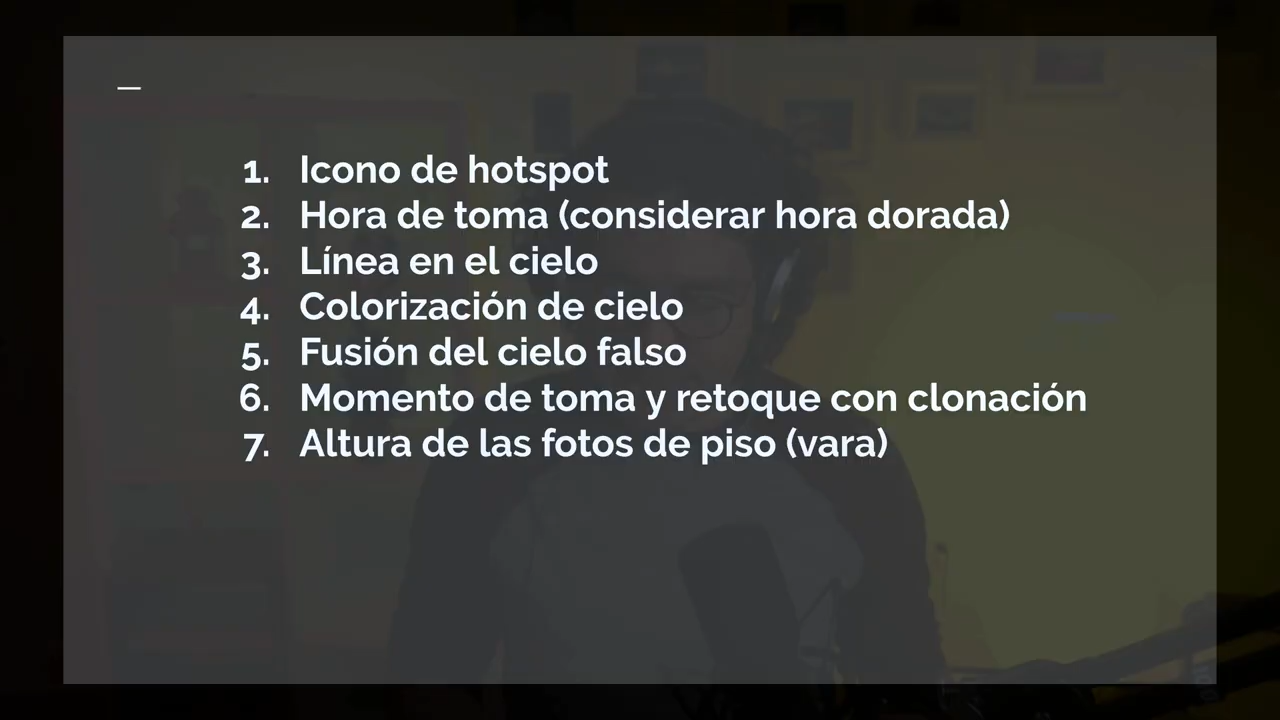 1. Icono de hotspot
2. Hora de toma (considerar hora dorada)
3. Línea en el cielo
4. Colorización de cielo
5. Fusión del cielo falso
6. Momento de toma y retoque con clonación
7. Altura de las fotos de piso (vara)